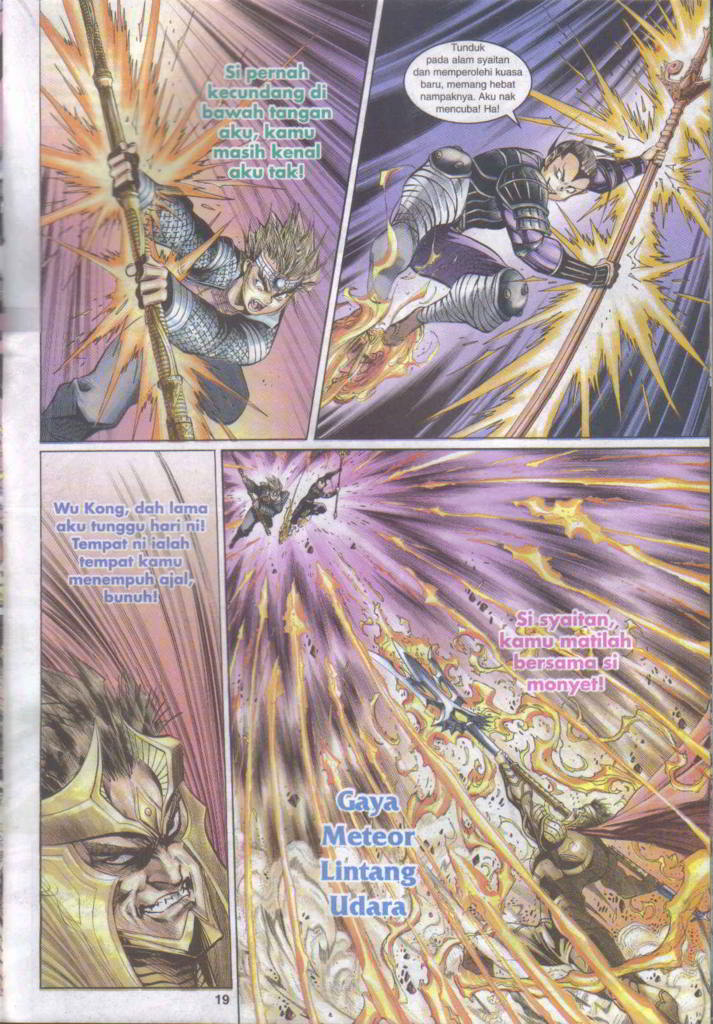 Si pernah
kecundang di
bawah tangan
aku, kamu
masih kenal
aku tak!
Tunduk
pada alam syaitan
dan memperolehi kuasa
baru, memang hebat
nampaknya. Aku nak
mencuba! Ha!
Wu Kong, dah lama
aku tunggu hari ni!
Tempat ni ialah
tempat kamu
menempuh ajal,
bunuh!
Si syaitan,
kamu matilah
bersama si
monyet!
Gaya
Meteor
Lintang
Udara
19